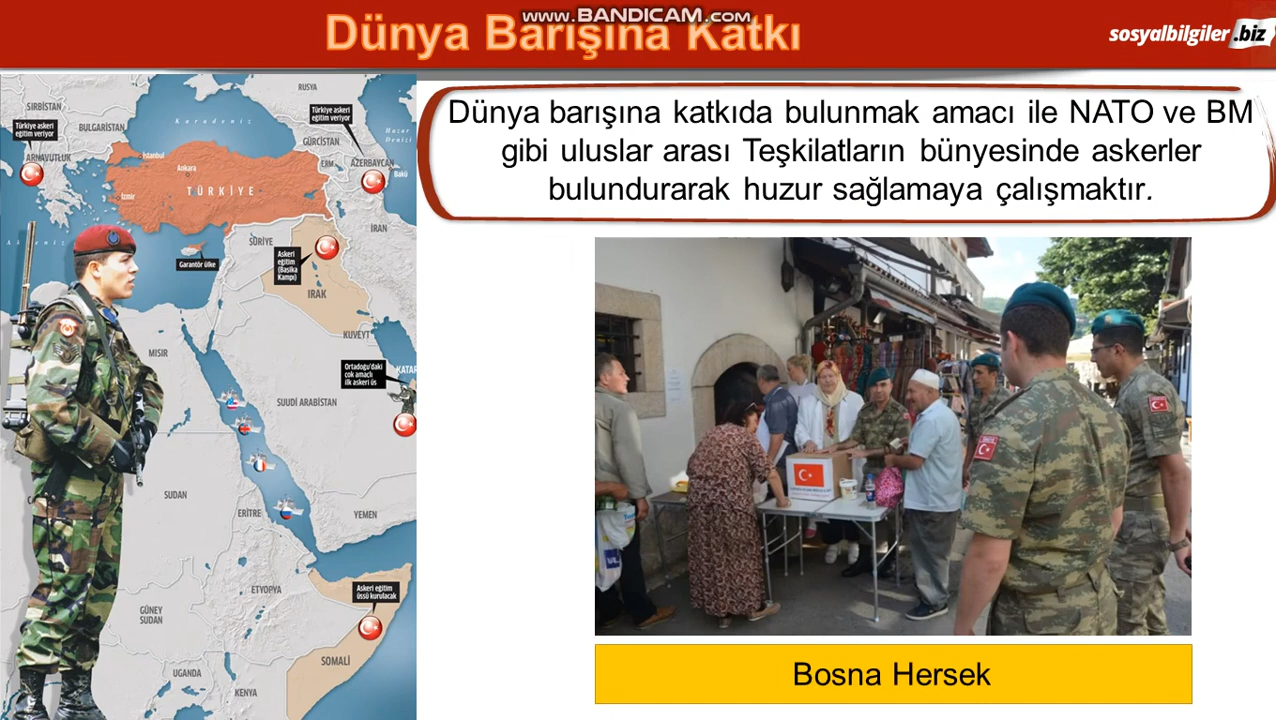 www.BANDICAM.com
Dünya Barışına Katkı
sosyalbilgiler.biz
Dünya barışına katkıda bulunmak amacı ile NATO ve BM
gibi uluslar arası Teşkilatların bünyesinde askerler
bulundurarak huzur sağlamaya çalışmaktır.
RUSYA
SIRBİSTAN
Türkiye askeri
eğitim veriyor
BULGARİSTAN
Karadeniz
Türkiye askeri
eğitim veriyor
Hazar
Denizi
GÜRCİSTAN
ARNAVUTLUK
İstanbul
Ankara
ERM.
AZERBAYCAN
Bakü
İzmir
TÜRKİYE
İRAN
SURİYE
Garantör ülke
Askeri
eğitim
(Başika
Kampı)
IRAK
KUVEYT
MISIR
Ortadoğu'daki
çok amaçlı
ilk askeri üs
KATAR
SUUDİ ARABİSTAN
SUDAN
ERİTRE
YEMEN
ETYOPYA
Askeri eğitim
üssü kurulacak
GÜNEY
SUDAN
SOMALİ
UGANDA
KENYA
Bosna Hersek